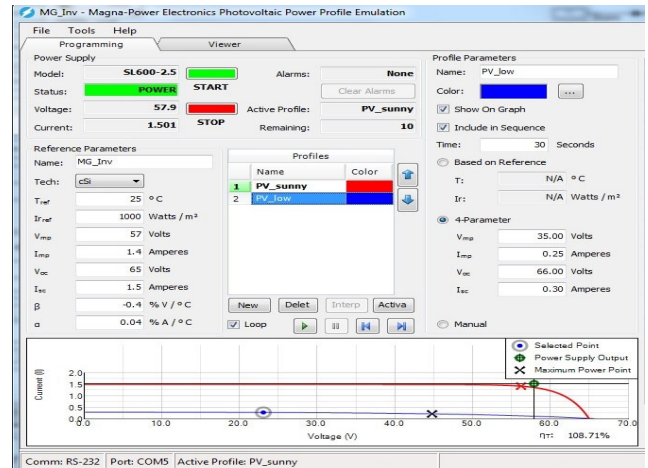 MG_Inv - Magna-Power Electronics Photovoltaic Power Profile Emulation
File Tools Help
Programming Viewer
Power Supply
Model: SL600-2.5 START Alarms: None
Status: POWER Clear Alarms
Voltage: 57.9 STOP Active Profile: PV_sunny
Current: 1.501 Remaining: 10
Reference Parameters
Name: MG_Inv
Tech: cSi
Tref 25 °C
Irref 1000 Watts / m²
Vmp 57 Volts
Imp 1.4 Amperes
Voc 65 Volts
Isc 1.5 Amperes
β -0.4 % V / °C
α 0.04 % A / °C
Profiles
Name Color
1 PV_sunny
2 PV_low
New Delet Interp Activa
Loop
Profile Parameters
Name: PV_low
Color: ...
Show On Graph
Include in Sequence
Time: 30 Seconds
Based on Reference
T: N/A °C
Ir: N/A Watts / m²
4-Parameter
Vmp 35.00 Volts
Imp 0.25 Amperes
Voc 66.00 Volts
Isc 0.30 Amperes
Manual
Selected Point
Power Supply Output
Maximum Power Point
Current (I)
2.0
1.5
1.0
0.5
0.0
0.0 10.0 20.0 30.0 40.0 50.0 60.0 70.0
Voltage (V)
ηT: 108.71%
Comm: RS-232 Port: COM5 Active Profile: PV_sunny